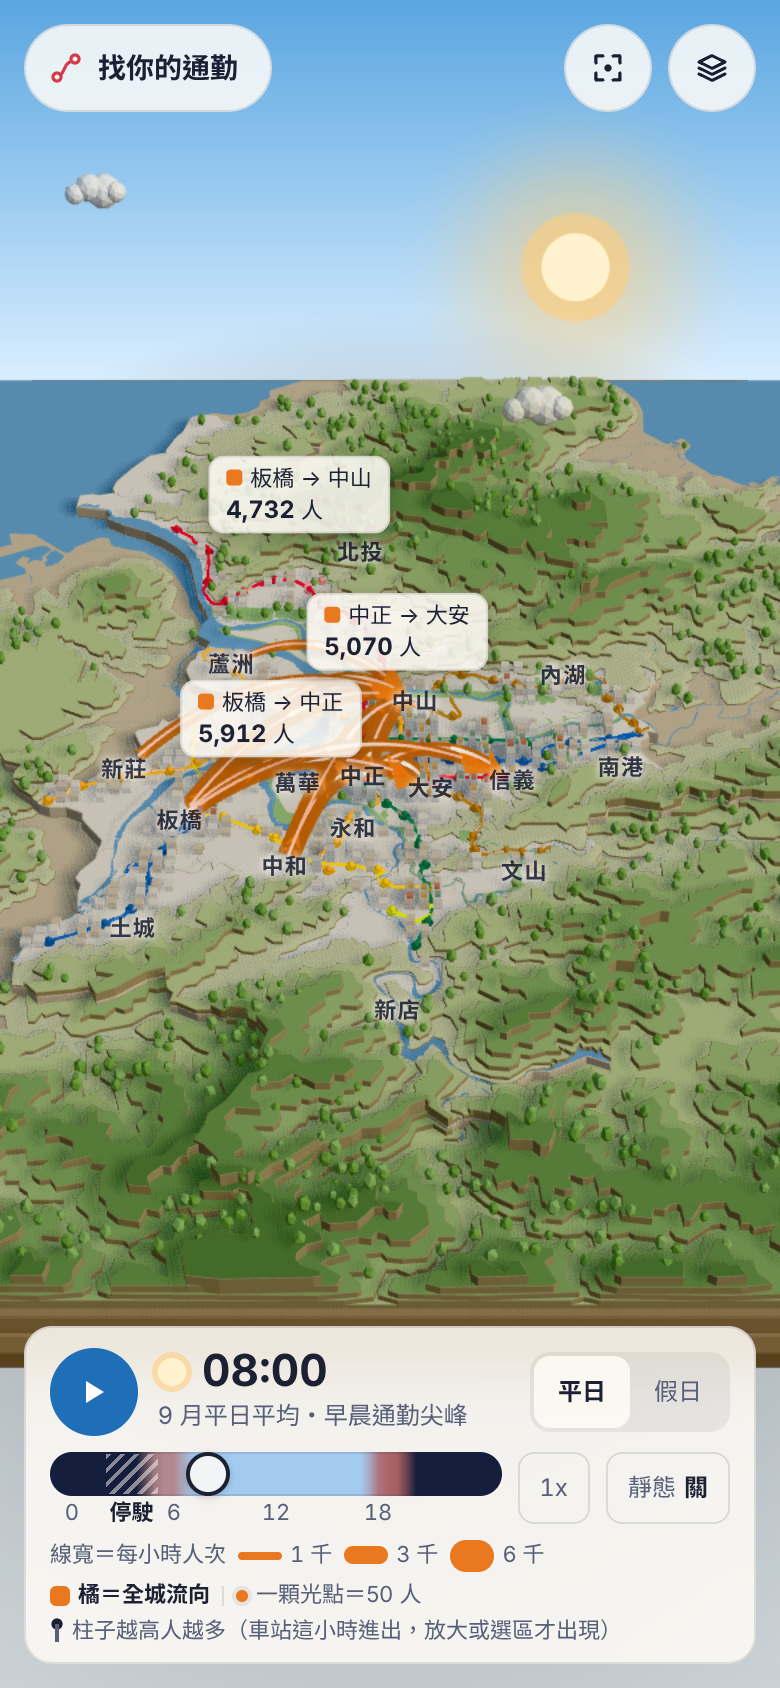 找你的通勤
板橋 → 中山
4,732 人
北投
中正 → 大安
5,070 人
蘆洲
內湖
板橋 → 中正
5,912 人
中山
新莊
萬華
中正
大安
信義
南港
板橋
永和
中和
文山
土城
新店
08:00
9 月平日平均・早晨通勤尖峰
平日
假日
0 停駛 6 12 18
1x
靜態 關
線寬＝每小時人次 1 千 3 千 6 千
橘＝全城流向 | 一顆光點＝50 人
柱子越高人越多（車站這小時進出，放大或選區才出現）